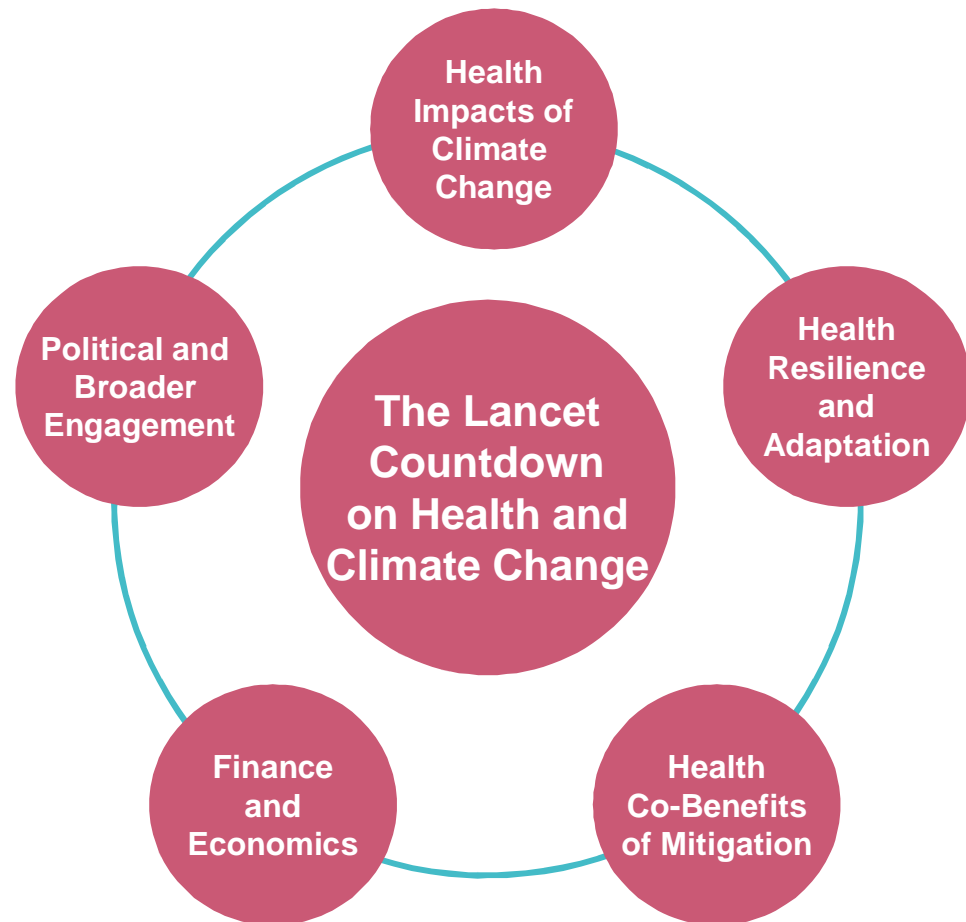 Health
Impacts of
Climate
Change
Health
Resilience
and
Adaptation
Health
Co-Benefits
of Mitigation
Finance
and
Economics
Political and
Broader
Engagement
The Lancet
Countdown
on Health and
Climate Change